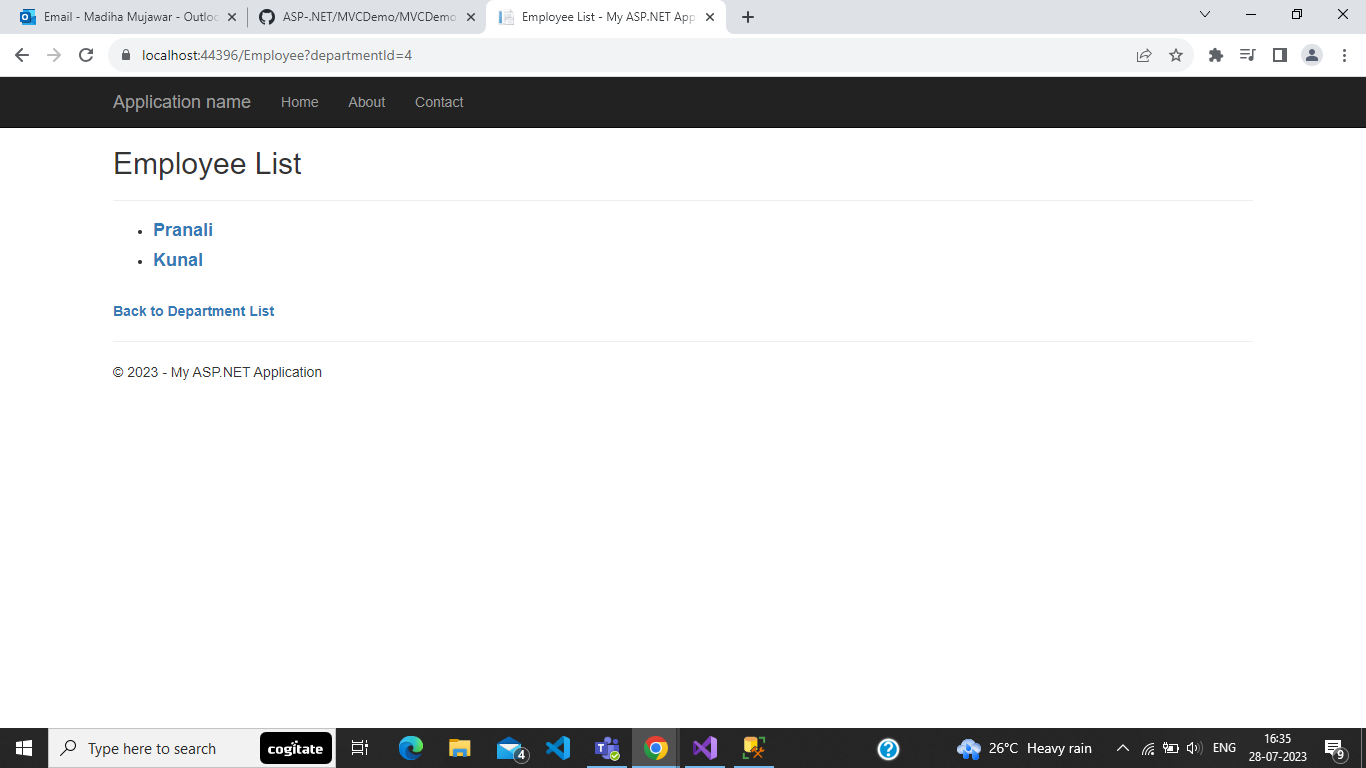 Email - Madiha Mujawar - Outloo
ASP-.NET/MVCDemo/MVCDemo
Employee List - My ASP.NET App
localhost:44396/Employee?departmentId=4
Application name
Home
About
Contact
Employee List
Pranali
Kunal
Back to Department List
© 2023 - My ASP.NET Application
Type here to search
cogitate
4
26°C Heavy rain
ENG
16:35
28-07-2023
9